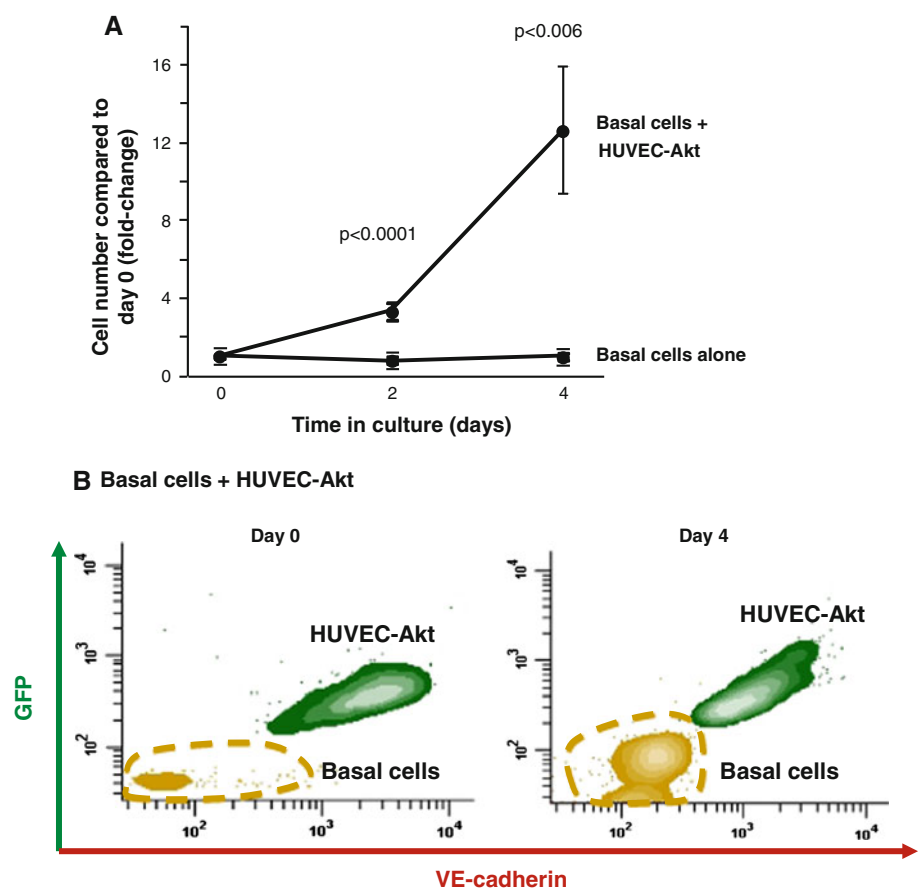 A
p<0.006
16
Basal cells +
HUVEC-Akt
12
Cell number compared to
day 0 (fold-change)
8
p<0.0001
4
Basal cells alone
0
0 2 4
Time in culture (days)
B Basal cells + HUVEC-Akt
Day 0
Day 4
10^4
10^4
HUVEC-Akt
HUVEC-Akt
10^3
10^3
GFP
10^2
10^2
Basal cells
Basal cells
10^2 10^3 10^4
10^2 10^3 10^4
VE-cadherin